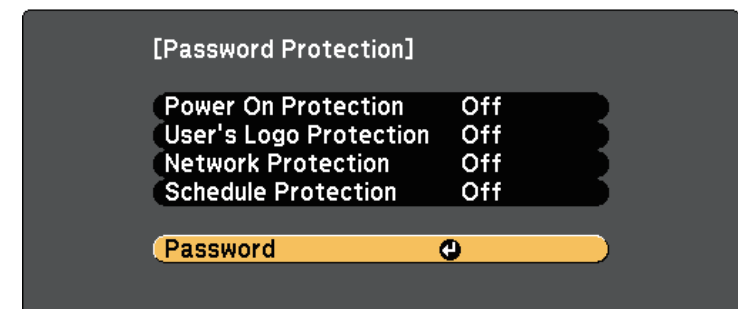 [Password Protection]
Power On Protection Off
User's Logo Protection Off
Network Protection Off
Schedule Protection Off
Password